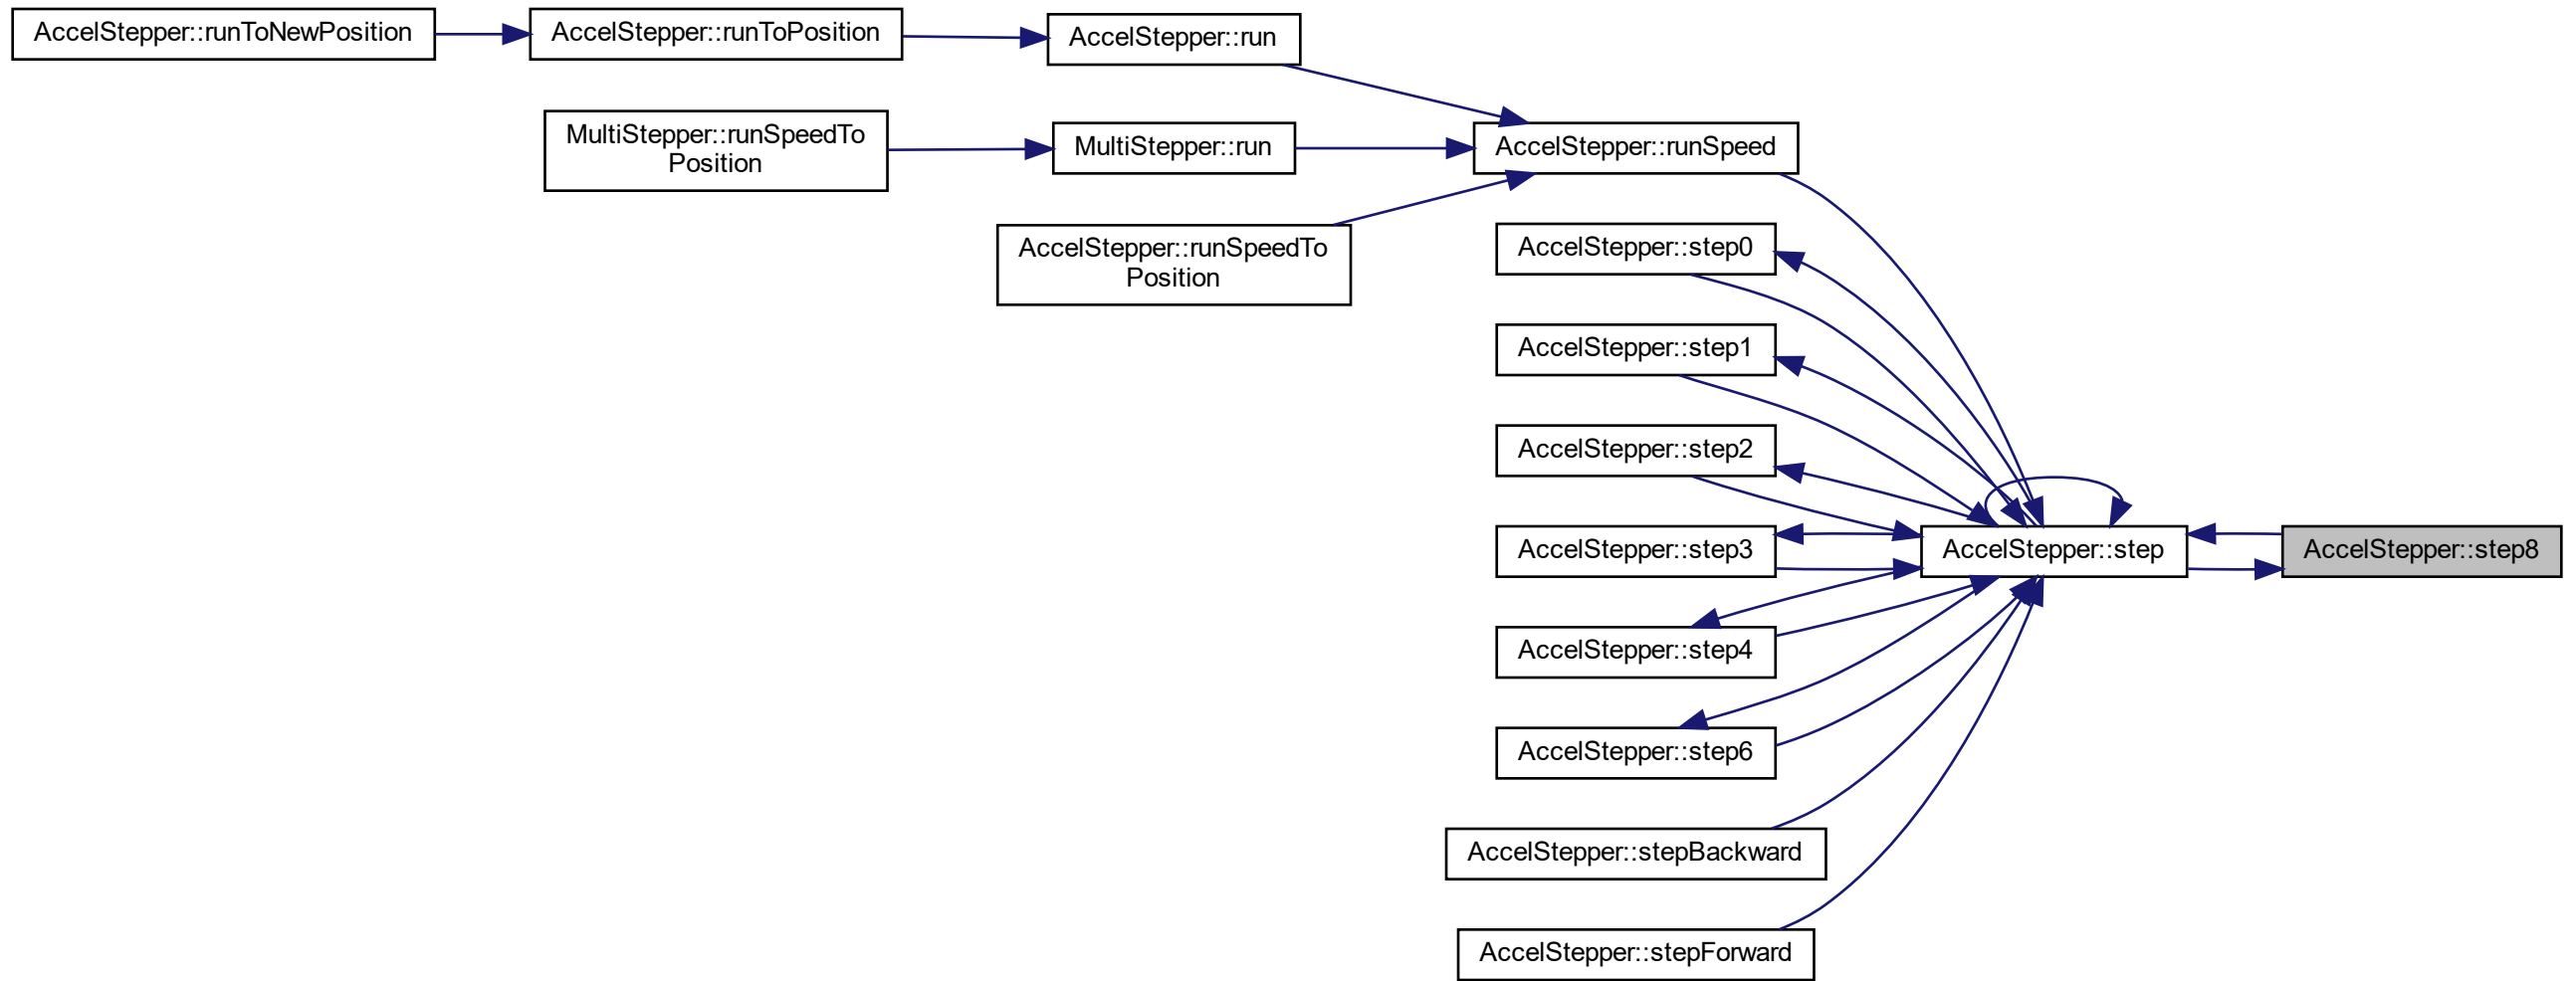 AccelStepper::runToNewPosition
AccelStepper::runToPosition
AccelStepper::run
MultiStepper::runSpeedTo
Position
MultiStepper::run
AccelStepper::runSpeed
AccelStepper::runSpeedTo
Position
AccelStepper::step0
AccelStepper::step1
AccelStepper::step2
AccelStepper::step3
AccelStepper::step
AccelStepper::step8
AccelStepper::step4
AccelStepper::step6
AccelStepper::stepBackward
AccelStepper::stepForward